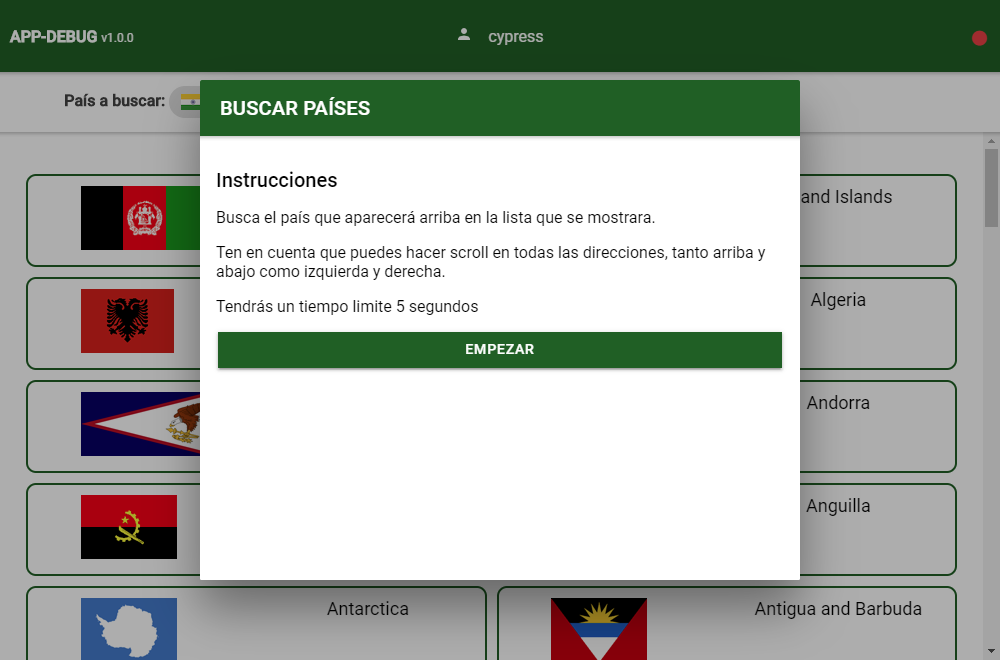 APP-DEBUG v1.0.0
cypress
País a buscar:
BUSCAR PAÍSES
Instrucciones
Busca el país que aparecerá arriba en la lista que se mostrara.
Ten en cuenta que puedes hacer scroll en todas las direcciones, tanto arriba y
abajo como izquierda y derecha.
Tendrás un tiempo limite 5 segundos
EMPEZAR
and Islands
Algeria
Andorra
Anguilla
Antarctica
Antigua and Barbuda